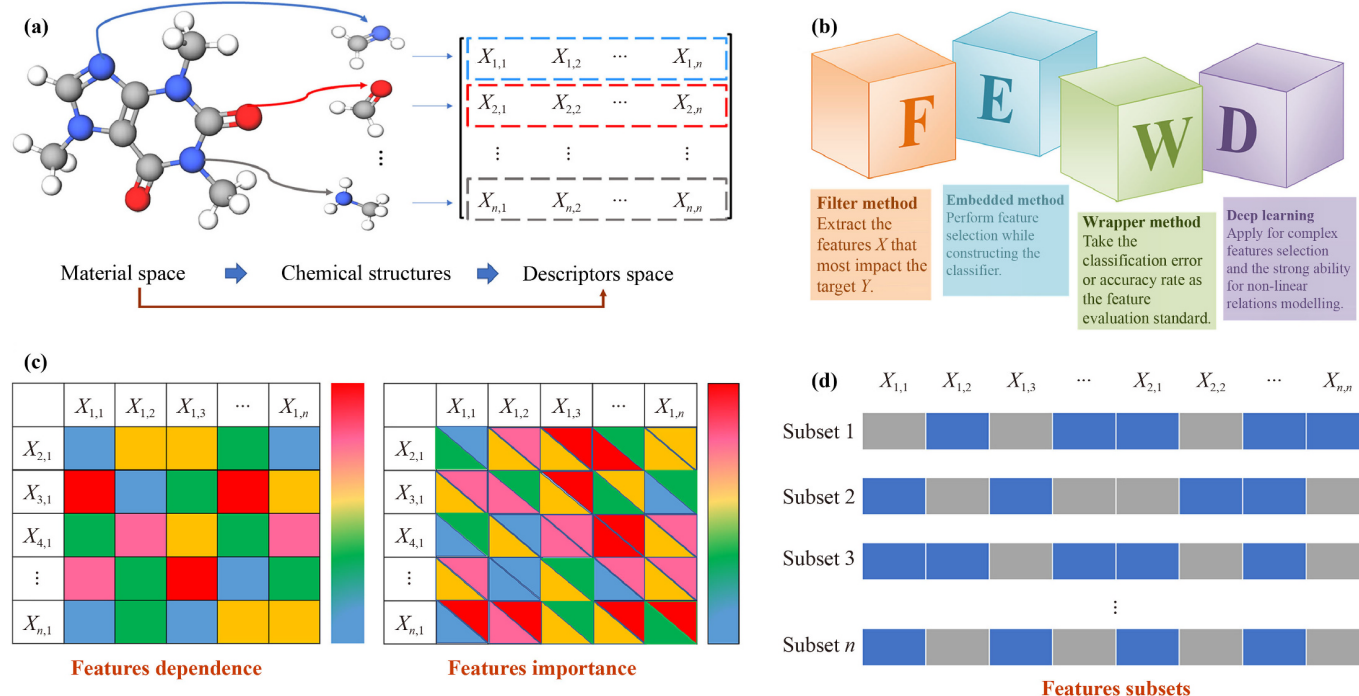 (a)
X1,1 X1,2 ... X1,n
X2,1 X2,2 ... X2,n
⋮ ⋮ ⋮ ⋮
Xn,1 Xn,2 ... Xn,n
Material space Chemical structures Descriptors space
(b)
F E W D
Filter method
Extract the
features X that
most impact the
target Y.
Embedded method
Perform feature
selection while
constructing the
classifier.
Wrapper method
Take the
classification error
or accuracy rate as
the feature
evaluation standard.
Deep learning
Apply for complex
features selection
and the strong ability
for non-linear
relations modelling.
(c)
X1,1 X1,2 X1,3 ... X1,n
X2,1
X3,1
X4,1
⋮
Xn,1
Features dependence
X1,1 X1,2 X1,3 ... X1,n
X2,1
X3,1
X4,1
⋮
Xn,1
Features importance
(d)
X1,1 X1,2 X1,3 ... X2,1 X2,2 ... Xn,n
Subset 1
Subset 2
Subset 3
⋮
Subset n
Features subsets